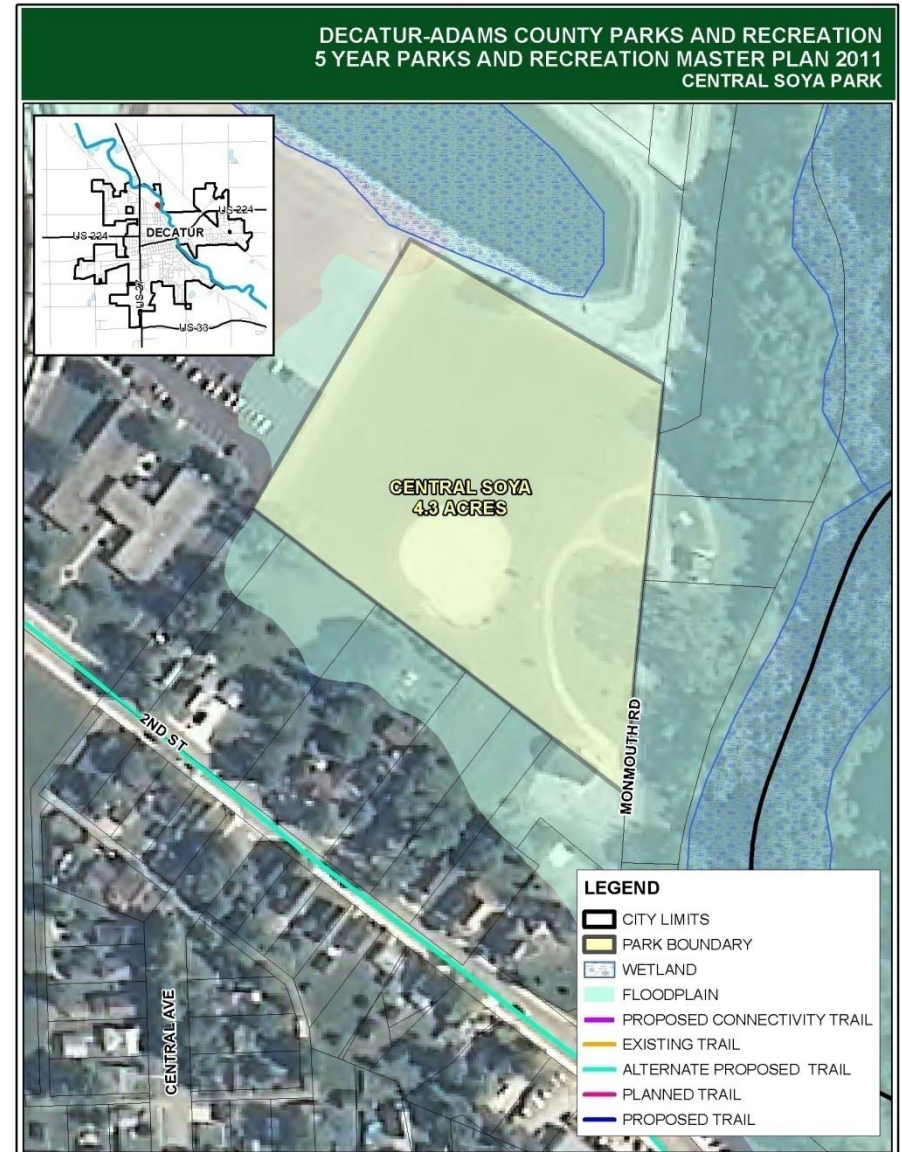 DECATUR-ADAMS COUNTY PARKS AND RECREATION
5 YEAR PARKS AND RECREATION MASTER PLAN 2011
CENTRAL SOYA PARK
US-224
DECATUR
US-224
US-27
US-33
CENTRAL SOYA
4.3 ACRES
2ND ST
MONMOUTH RD
CENTRAL AVE
LEGEND
CITY LIMITS
PARK BOUNDARY
WETLAND
FLOODPLAIN
PROPOSED CONNECTIVITY TRAIL
EXISTING TRAIL
ALTERNATE PROPOSED TRAIL
PLANNED TRAIL
PROPOSED TRAIL